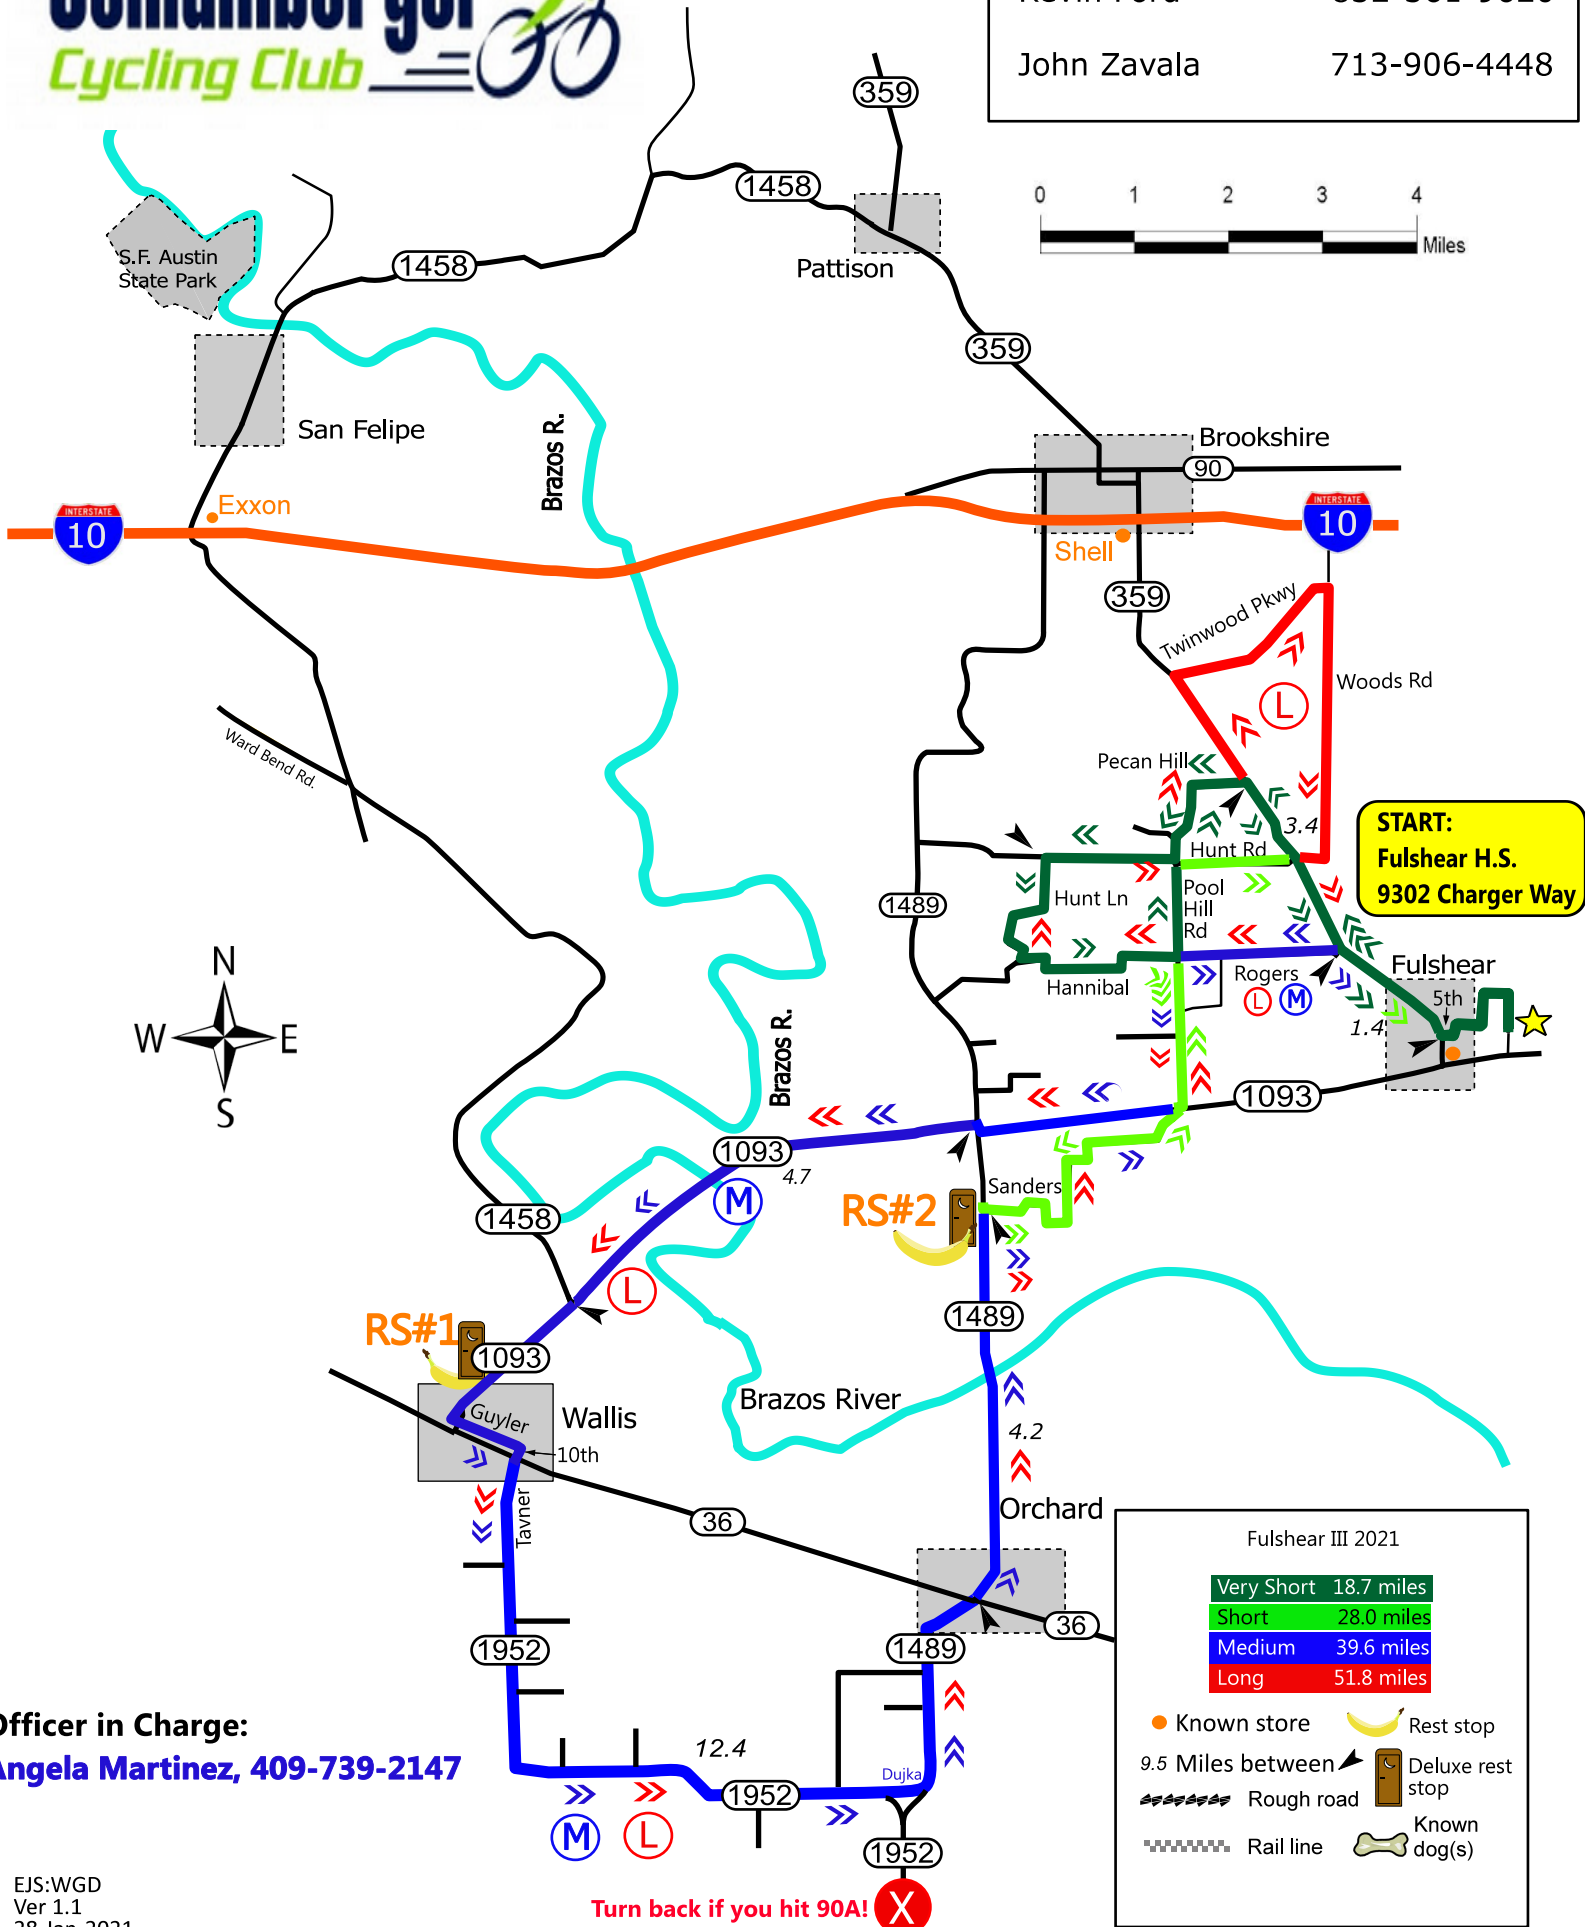 Cycling Club
John Zavala 713-906-4448
359
1458
0 1 2 3 4
Miles
S.F. Austin
State Park
1458
Pattison
359
San Felipe
Brazos R.
Brookshire
90
Exxon
INTERSTATE
10
INTERSTATE
10
Shell
359
Twinwood Pkwy
Woods Rd
L
Ward Bend Rd.
Pecan Hill
3.4
START:
Fulshear H.S.
9302 Charger Way
Hunt Rd
Hunt Ln
Pool
Hill
Rd
1489
N
W E
S
Hannibal
Rogers
L M
Fulshear
5th
1.4
Brazos R.
1093
1093
4.7
M
Sanders
RS#2
1458
L
1489
RS#1
1093
Brazos River
4.2
Guyler
Wallis
10th
Tavner
36
Orchard
36
1952
1489
12.4
Dujka
1952
M L
1952
Turn back if you hit 90A! X
Officer in Charge:
Angela Martinez, 409-739-2147
Fulshear III 2021
Very Short 18.7 miles
Short 28.0 miles
Medium 39.6 miles
Long 51.8 miles
Known store
Rest stop
9.5 Miles between
Deluxe rest
stop
Rough road
Rail line
Known
dog(s)
EJS:WGD
Ver 1.1
28 Jan 2021